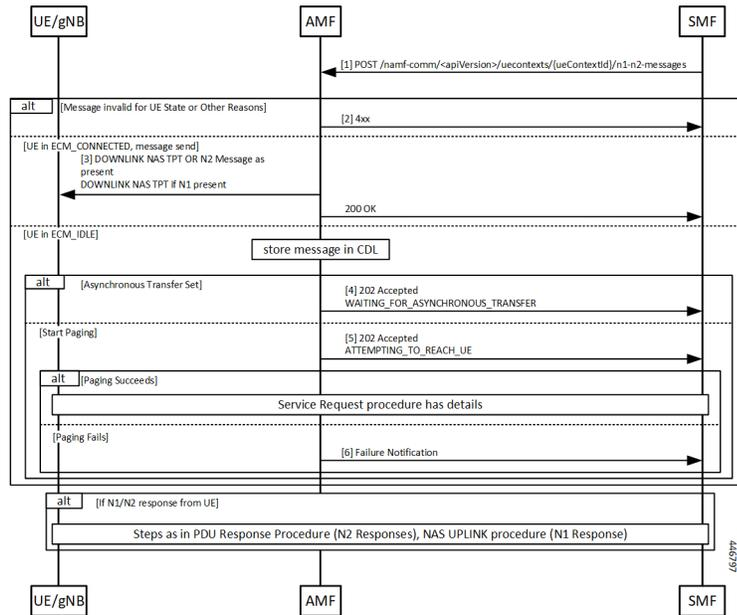 UE/gNB
AMF
SMF
[1] POST /namf-comm/<apiVersion>/uecontexts/{ueContextId}/n1-n2-messages
alt
[Message invalid for UE State or Other Reasons]
[2] 4xx
[UE in ECM_CONNECTED, message send]
[3] DOWNLINK NAS TPT OR N2 Message as
present
DOWNLINK NAS TPT if N1 present
200 OK
[UE in ECM_IDLE]
store message in CDL
alt
[Asynchronous Transfer Set]
[4] 202 Accepted
WAITING_FOR_ASYNCHRONOUS_TRANSFER
[Start Paging]
[5] 202 Accepted
ATTEMPTING_TO_REACH_UE
alt
[Paging Succeeds]
Service Request procedure has details
[Paging Fails]
[6] Failure Notification
alt
[If N1/N2 response from UE]
Steps as in PDU Response Procedure (N2 Responses), NAS UPLINK procedure (N1 Response)
446797
UE/gNB
AMF
SMF